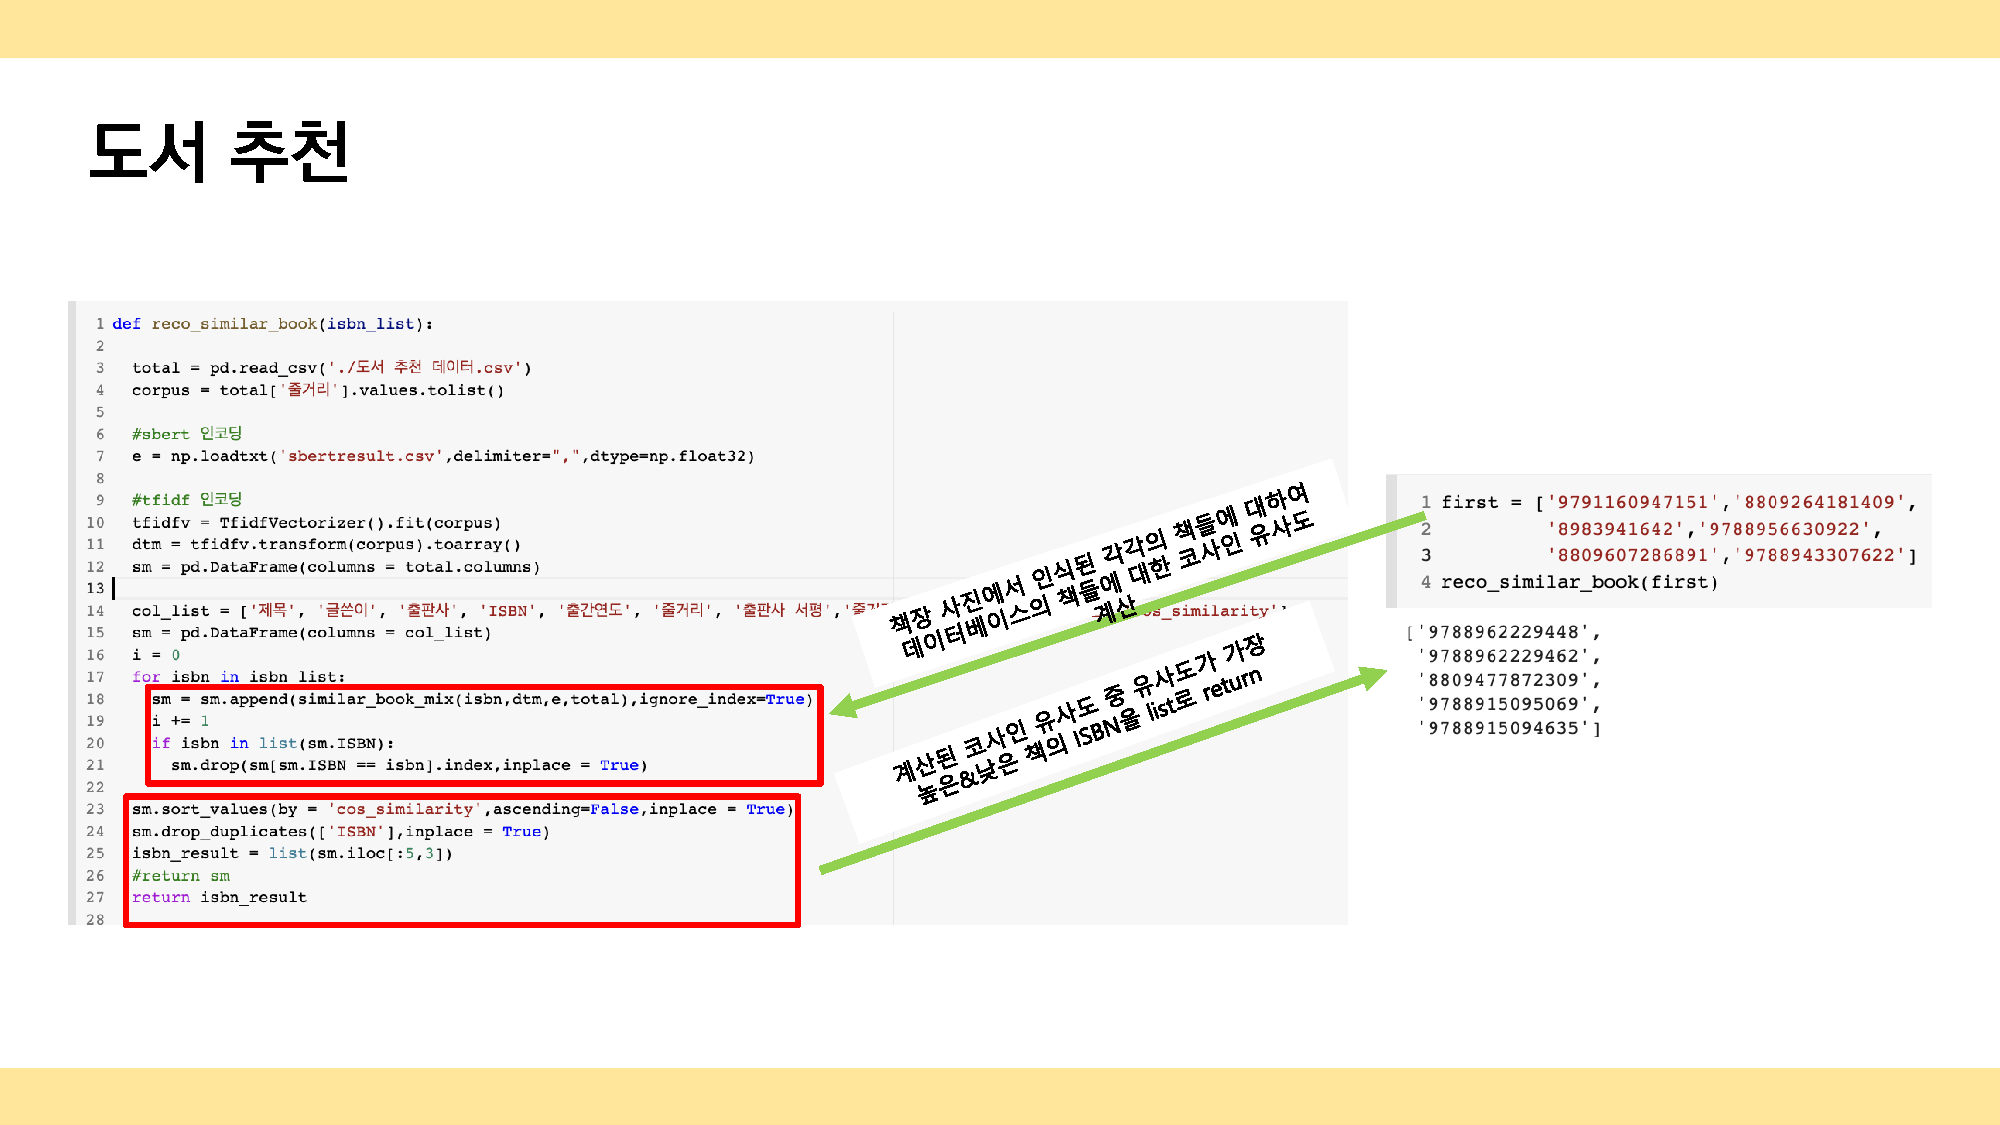 도서 추천
1 def reco_similar_book(isbn_list):
2
3 total = pd.read_csv('./도서 추천 데이터.csv')
4 corpus = total['줄거리'].values.tolist()
5
6 #sbert 인코딩
7 e = np.loadtxt('sbertresult.csv',delimiter=",",dtype=np.float32)
8
9 #tfidf 인코딩
10 tfidfv = TfidfVectorizer().fit(corpus)
11 dtm = tfidfv.transform(corpus).toarray()
12 sm = pd.DataFrame(columns = total.columns)
13
14 col_list = ['제목', '글쓴이', '출판사', 'ISBN', '출간연도', '줄거리', '출판사 서평', cos_similarity']
15 sm = pd.DataFrame(columns = col_list)
16 i = 0
17 for isbn in isbn_list:
18 sm = sm.append(similar_book_mix(isbn,dtm,e,total),ignore_index=True)
19 i += 1
20 if isbn in list(sm.ISBN):
21 sm.drop(sm[sm.ISBN == isbn].index,inplace = True)
22
23 sm.sort_values(by = 'cos_similarity',ascending=False,inplace = True)
24 sm.drop_duplicates(['ISBN'],inplace = True)
25 isbn_result = list(sm.iloc[:5,3])
26 #return sm
27 return isbn_result
28
책장 사진에서 인식된 각각의 책들에 대하여
데이터베이스의 책들에 대한 코사인 유사도
계산
계산된 코사인 유사도 중 유사도가 가장
높은&낮은 책의 ISBN을 list로 return
1 first = ['9791160947151','8809264181409',
2 '8983941642','9788956630922',
3 '8809607286891','9788943307622']
4 reco_similar_book(first)
['9788962229448',
'9788962229462',
'8809477872309',
'9788915095069',
'9788915094635']